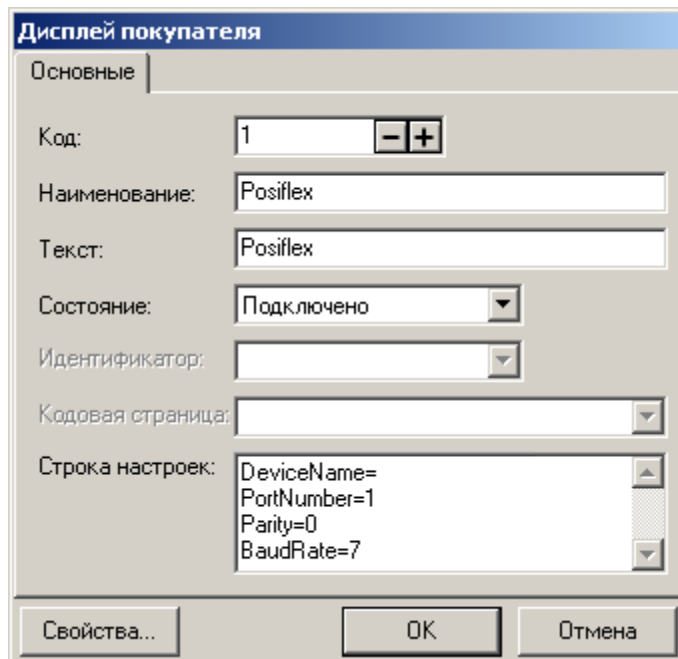 Дисплей покупателя
Основные
Код: 1 − +
Наименование: Posiflex
Текст: Posiflex
Состояние: Подключено
Идентификатор:
Кодовая страница:
Строка настроек: DeviceName=
PortNumber=1
Parity=0
BaudRate=7
Свойства... OK Отмена